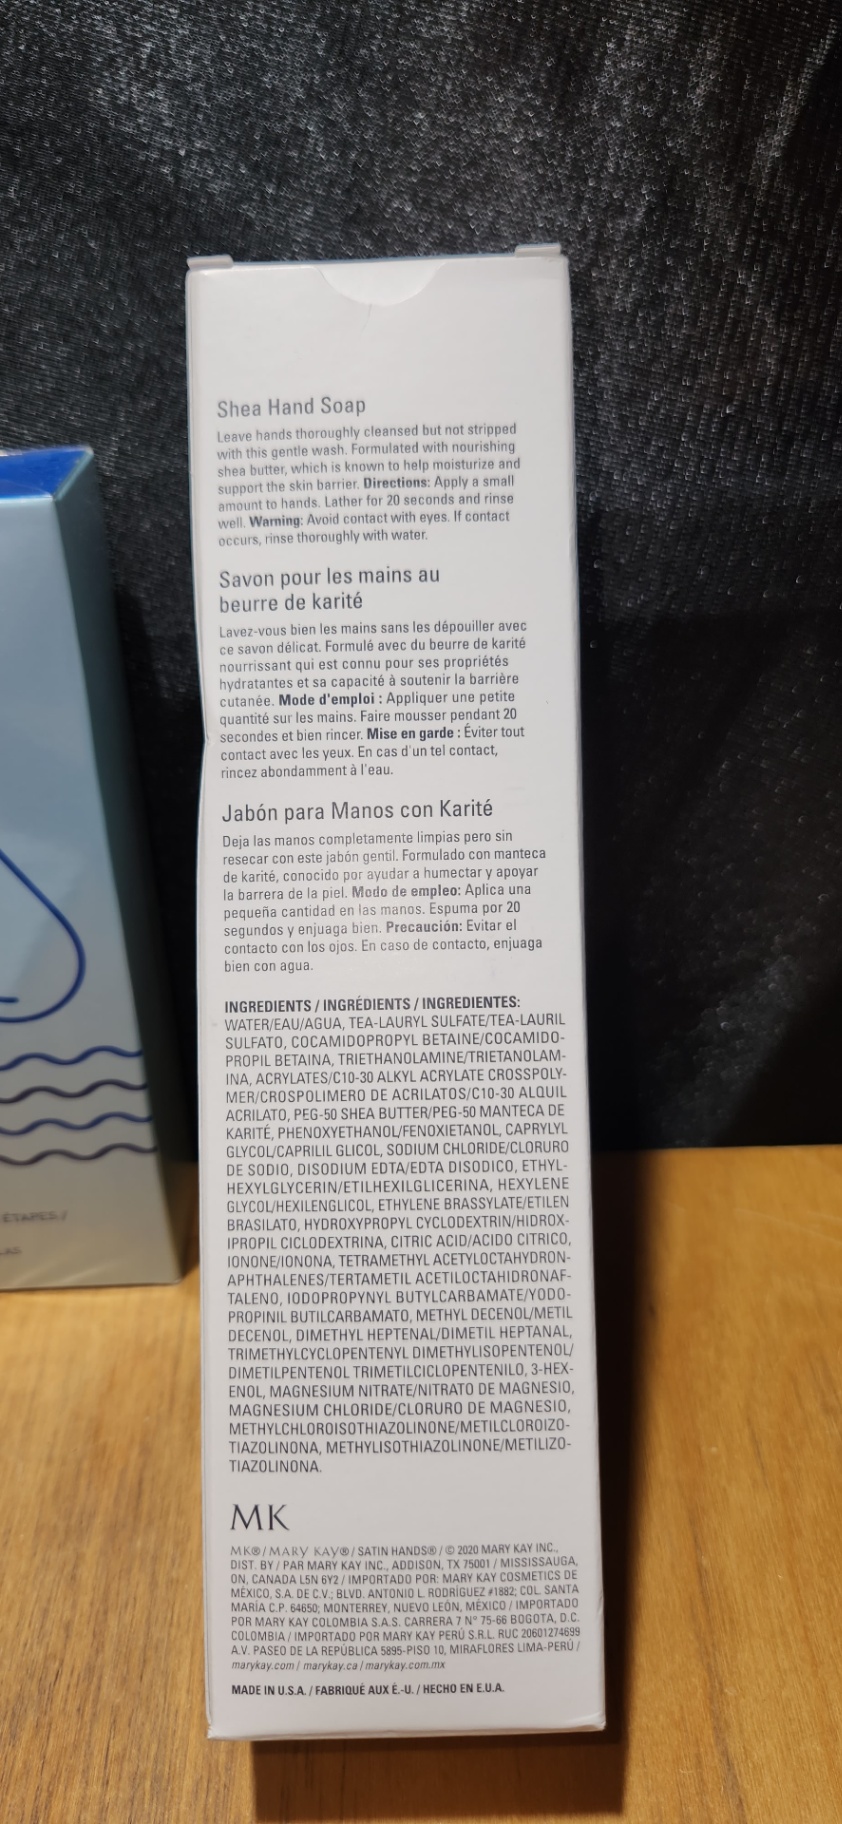 Shea Hand Soap
Leave hands thoroughly cleansed but not stripped
with this gentle wash. Formulated with nourishing
shea butter, which is known to help moisturize and
support the skin barrier. Directions: Apply a small
amount to hands. Lather for 20 seconds and rinse
well. Warning: Avoid contact with eyes. If contact
occurs, rinse thoroughly with water.
Savon pour les mains au
beurre de karité
Lavez-vous bien les mains sans les dépouiller avec
ce savon délicat. Formulé avec du beurre de karité
nourrissant qui est connu pour ses propriétés
hydratantes et sa capacité à soutenir la barrière
cutanée. Mode d'emploi : Appliquer une petite
quantité sur les mains. Faire mousser pendant 20
secondes et bien rincer. Mise en garde : Éviter tout
contact avec les yeux. En cas d'un tel contact,
rincez abondamment à l'eau.
Jabón para Manos con Karité
Deja las manos completamente limpias pero sin
resecar con este jabón gentil. Formulado con manteca
de karité, conocido por ayudar a humectar y apoyar
la barrera de la piel. Modo de empleo: Aplica una
pequeña cantidad en las manos. Espuma por 20
segundos y enjuaga bien. Precaución: Evitar el
contacto con los ojos. En caso de contacto, enjuaga
bien con agua.
INGREDIENTS / INGRÉDIENTS / INGREDIENTES:
WATER/EAU/AGUA, TEA-LAURYL SULFATE/TEA-LAURIL
SULFATO, COCAMIDOPROPYL BETAINE/COCAMIDO-
PROPIL BETAINA, TRIETHANOLAMINE/TRIETANOLAM-
INA, ACRYLATES/C10-30 ALKYL ACRYLATE CROSSPOLY-
MER/CROSPOLIMERO DE ACRILATOS/C10-30 ALQUIL
ACRILATO, PEG-50 SHEA BUTTER/PEG-50 MANTECA DE
KARITÉ, PHENOXYETHANOL/FENOXIETANOL, CAPRYLYL
GLYCOL/CAPRILIL GLICOL, SODIUM CHLORIDE/CLORURO
DE SODIO, DISODIUM EDTA/EDTA DISODICO, ETHYL-
HEXYLGLYCERIN/ETILHEXILGLICERINA, HEXYLENE
GLYCOL/HEXILENGLICOL, ETHYLENE BRASSYLATE/ETILEN
BRASILATO, HYDROXYPROPYL CYCLODEXTRIN/HIDROX-
IPROPIL CICLODEXTRINA, CITRIC ACID/ACIDO CITRICO,
IONONE/IONONA, TETRAMETHYL ACETYLOCTAHYDRON-
APHTHALENES/TERTAMETIL ACETILOCTAHIDRONAF-
TALENO, IODOPROPYNYL BUTYLCARBAMATE/YODO-
PROPINIL BUTILCARBAMATO, METHYL DECENOL/METIL
DECENOL, DIMETHYL HEPTENAL/DIMETIL HEPTANAL,
TRIMETHYLCYCLOPENTENYL DIMETHYLISOPENTENOL/
DIMETILPENTENOL TRIMETILCICLOPENTENILO, 3-HEX-
ENOL, MAGNESIUM NITRATE/NITRATO DE MAGNESIO,
MAGNESIUM CHLORIDE/CLORURO DE MAGNESIO,
METHYLCHLOROISOTHIAZOLINONE/METILCLOROIZO-
TIAZOLINONA, METHYLISOTHIAZOLINONE/METILIZO-
TIAZOLINONA.
MK
MK®/MARY KAY®/ SATIN HANDS® / © 2020 MARY KAY INC.,
DIST. BY / PAR MARY KAY INC., ADDISON, TX 75001 / MISSISSAUGA,
ON, CANADA L5N 6Y2 / IMPORTADO POR: MARY KAY COSMETICS DE
MÉXICO, S.A. DE C.V.; BLVD. ANTONIO L. RODRÍGUEZ #1882; COL. SANTA
MARÍA C.P. 64650; MONTERREY, NUEVO LEÓN, MÉXICO / IMPORTADO
POR MARY KAY COLOMBIA S.A.S. CARRERA 7 N° 75-66 BOGOTA, D.C.
COLOMBIA / IMPORTADO POR MARY KAY PERÚ S.R.L. RUC 20601274699
A.V. PASEO DE LA REPÚBLICA 5895-PISO 10, MIRAFLORES LIMA-PERÚ /
marykay.com / marykay.ca / marykay.com.mx
MADE IN U.S.A. / FABRIQUÉ AUX É.-U. / HECHO EN E.U.A.
ÉTAPES /